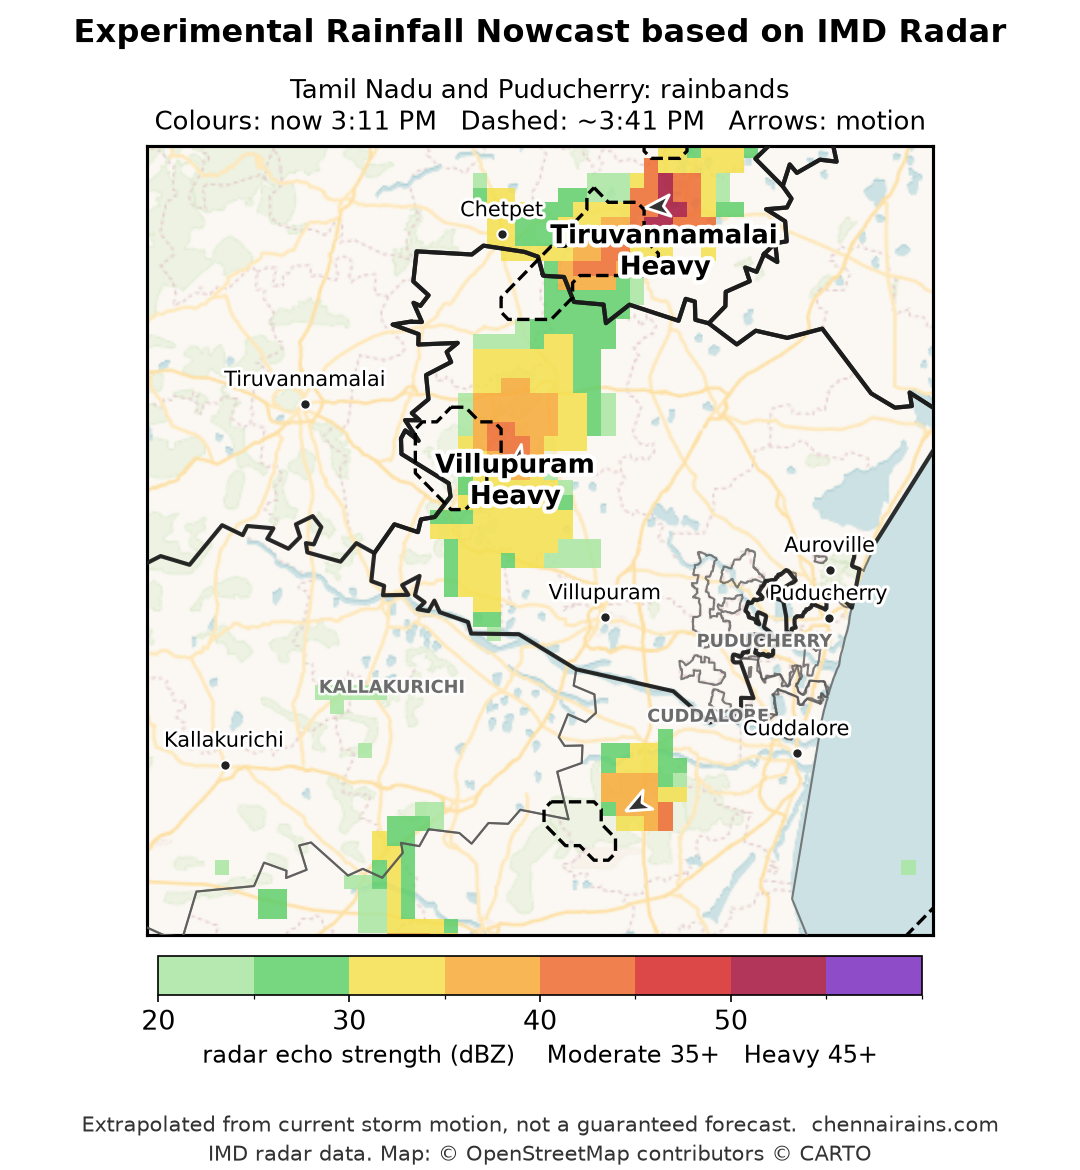 Experimental Rainfall Nowcast based on IMD Radar
Tamil Nadu and Puducherry: rainbands
Colours: now 3:11 PM   Dashed: ~3:41 PM   Arrows: motion
Chetpet
Tiruvannamalai
Heavy
Tiruvannamalai
Villupuram
Heavy
Auroville
Villupuram
Puducherry
PUDUCHERRY
KALLAKURICHI
CUDDALORE
Cuddalore
Kallakurichi
20 30 40 50
radar echo strength (dBZ)    Moderate 35+   Heavy 45+
Extrapolated from current storm motion, not a guaranteed forecast.  chennairains.com
IMD radar data. Map: © OpenStreetMap contributors © CARTO